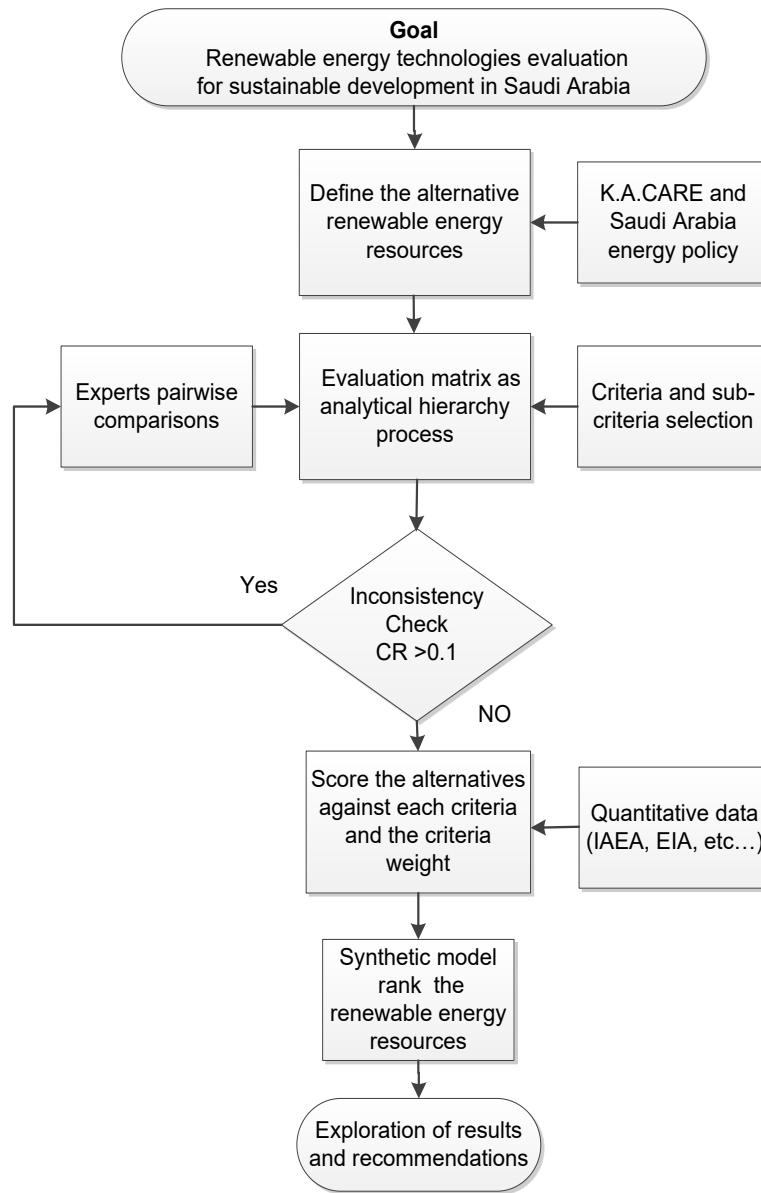 Goal
Renewable energy technologies evaluation
for sustainable development in Saudi Arabia
Define the alternative
renewable energy
resources
K.A.CARE and
Saudi Arabia
energy policy
Experts pairwise
comparisons
Evaluation matrix as
analytical hierarchy
process
Criteria and sub-
criteria selection
Yes
Inconsistency
Check
CR >0.1
NO
Score the alternatives
against each criteria
and the criteria
weight
Quantitative data
(IAEA, EIA, etc…)
Synthetic model
rank the
renewable energy
resources
Exploration of results
and recommendations